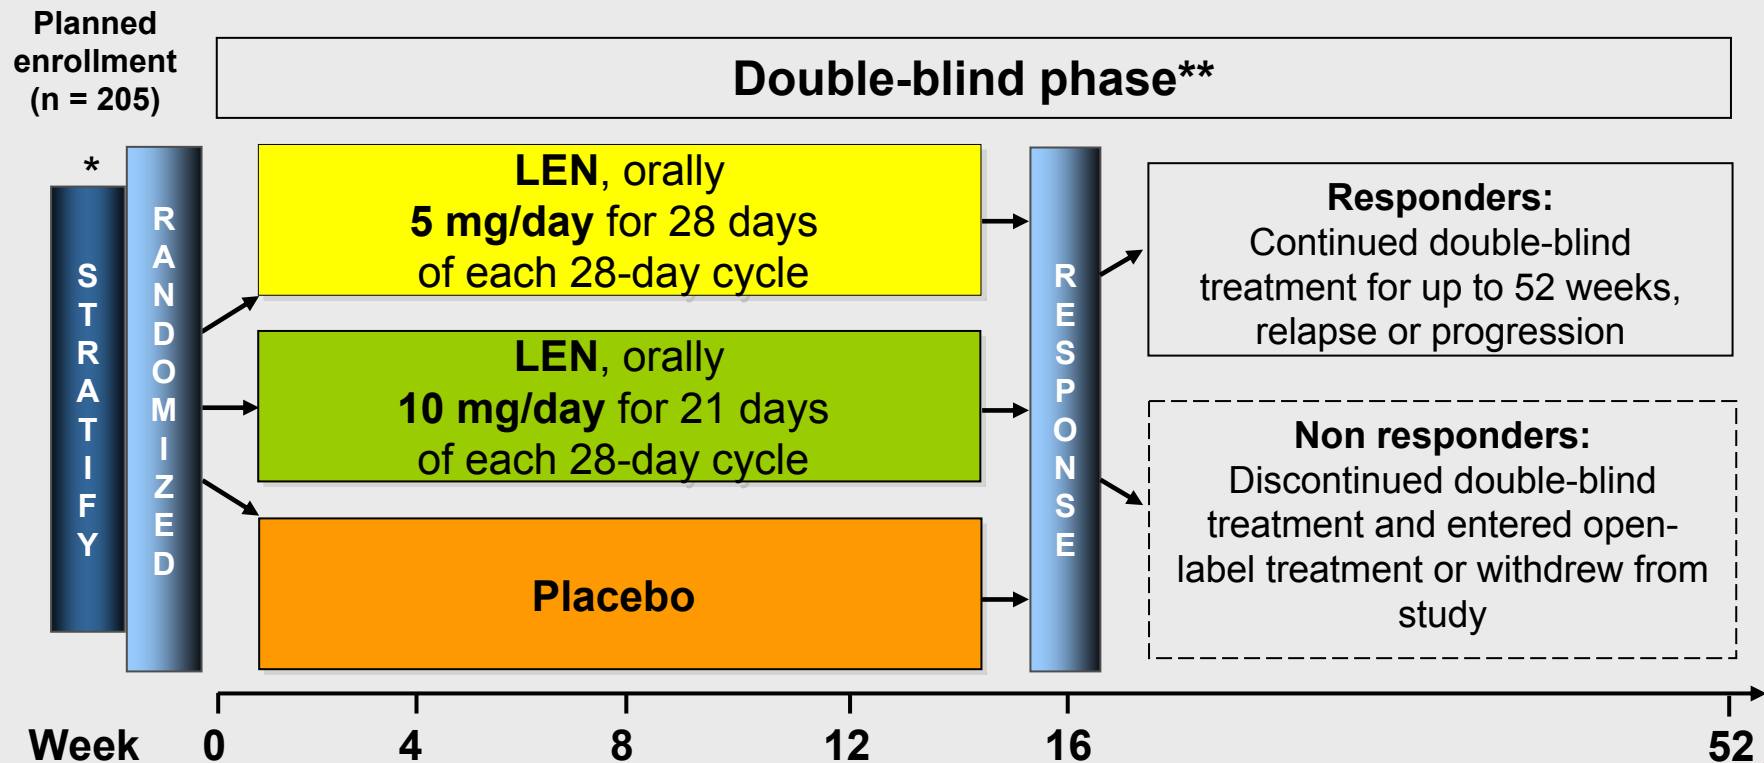 Planned
enrollment
(n = 205)
Double-blind phase**
*
STRATIFY
RANDOMIZED
LEN, orally
5 mg/day for 28 days
of each 28-day cycle
LEN, orally
10 mg/day for 21 days
of each 28-day cycle
Placebo
RESPONSE
Responders:
Continued double-blind
treatment for up to 52 weeks,
relapse or progression
Non responders:
Discontinued double-blind
treatment and entered open-
label treatment or withdrew from
study
Week 0 4 8 12 16 52